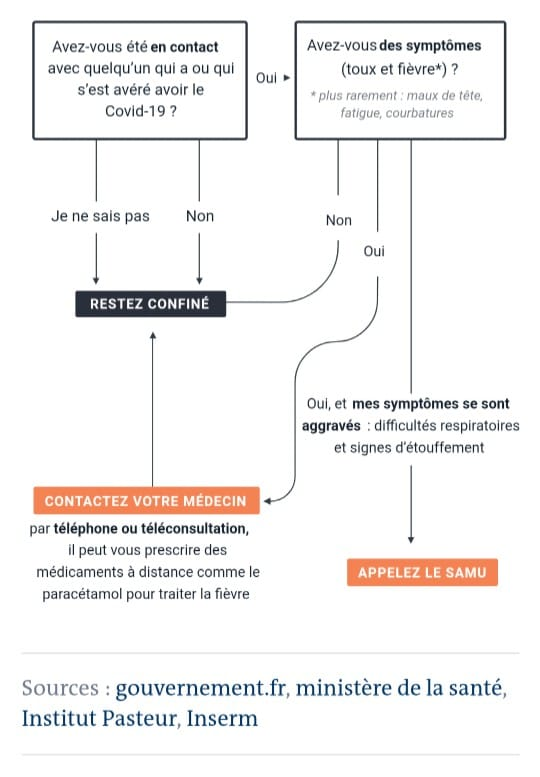 Avez-vous été en contact
avec quelqu'un qui a ou qui
s'est avéré avoir le
Covid-19 ?
Oui
Avez-vous des symptômes
(toux et fièvre*) ?
* plus rarement : maux de tête,
fatigue, courbatures
Je ne sais pas
Non
Non
Oui
RESTEZ CONFINÉ
Oui, et mes symptômes se sont
aggravés : difficultés respiratoires
et signes d'étouffement
CONTACTEZ VOTRE MÉDECIN
par téléphone ou téléconsultation,
il peut vous prescrire des
médicaments à distance comme le
paracétamol pour traiter la fièvre
APPELEZ LE SAMU
Sources : gouvernement.fr, ministère de la santé,
Institut Pasteur, Inserm